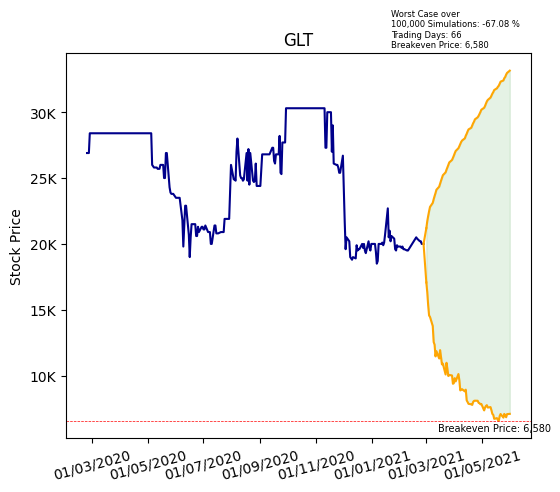 Worst Case over
100,000 Simulations: -67.08 %
Trading Days: 66
Breakeven Price: 6,580
GLT
Stock Price
30K
25K
20K
15K
10K
Breakeven Price: 6,580
01/03/2020
01/05/2020
01/07/2020
01/09/2020
01/11/2020
01/01/2021
01/03/2021
01/05/2021